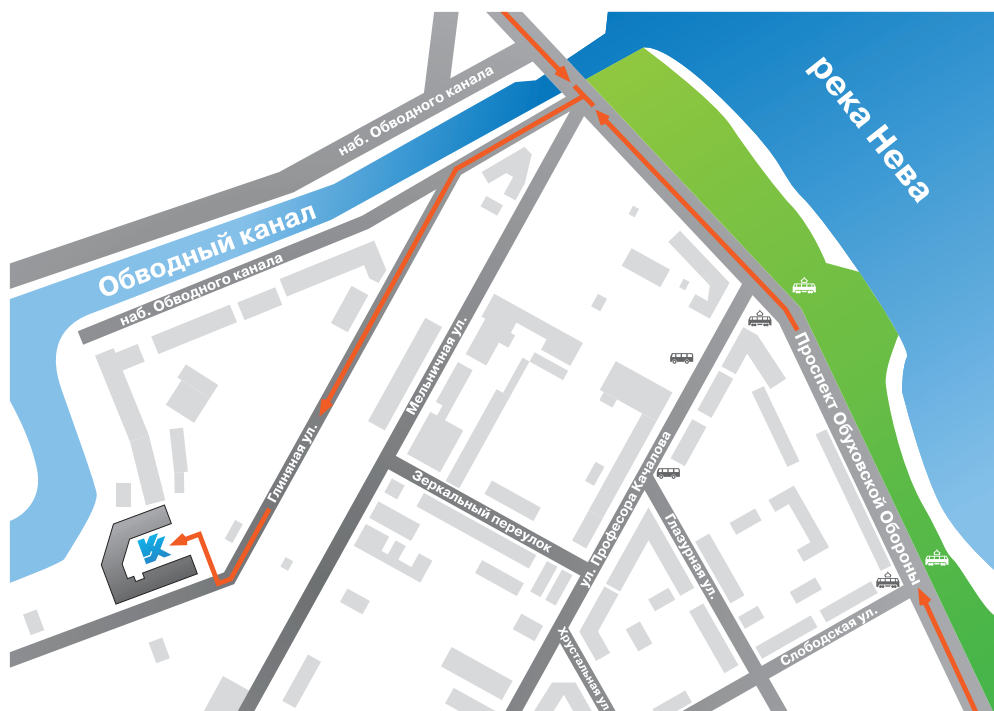 река Нева
наб. Обводного канала
Обводный канал
наб. Обводного канала
Мельничная ул.
Проспект Обуховской Обороны
Глиняная ул.
ул. Професора Качалова
Зеркальный переулок
Глазурная ул.
Слободская ул.
Хрустальная ул